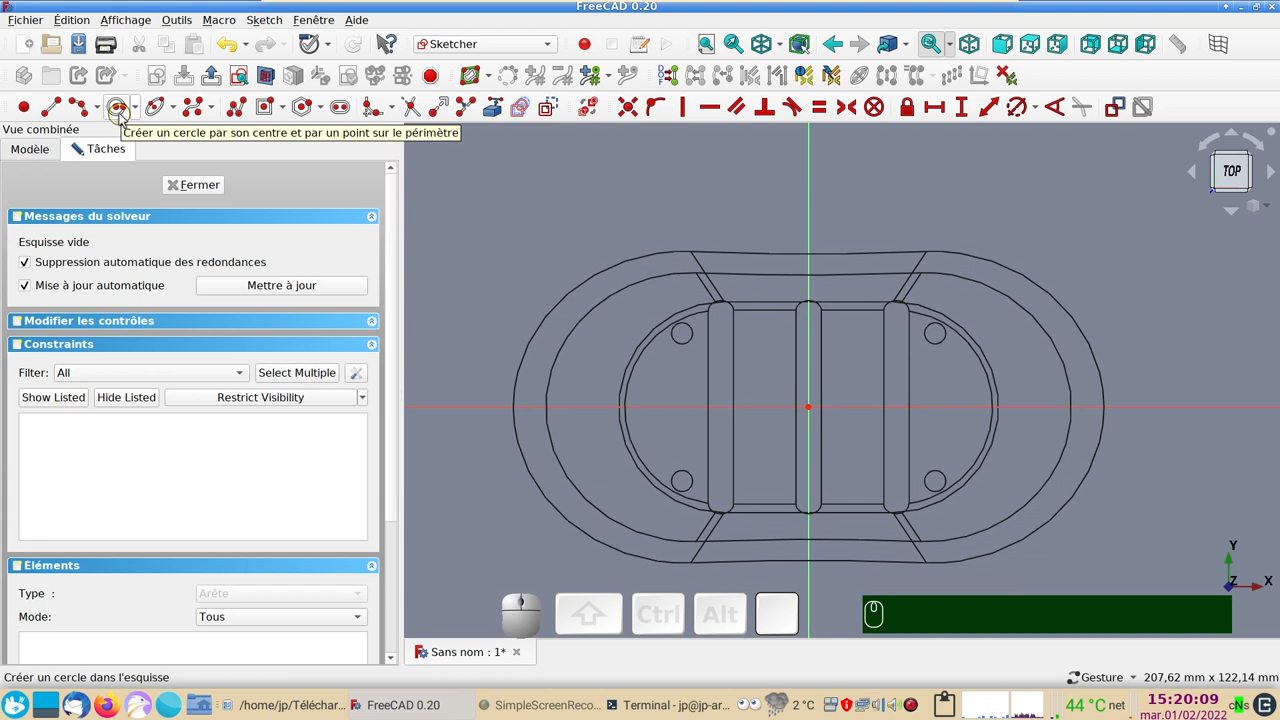 FreeCAD 0.20
Fichier Édition Affichage Outils Macro Sketch Fenêtre Aide
Sketcher
Vue combinée
Créer un cercle par son centre et par un point sur le périmètre
Modèle Tâches
Fermer
Messages du solveur
Esquisse vide
Suppression automatique des redondances
Mise à jour automatique Mettre à jour
Modifier les contrôles
Constraints
Filter: All Select Multiple
Show Listed Hide Listed Restrict Visibility
Eléments
Type : Arête
Mode: Tous
TOP
Y
Z X
Ctrl Alt
Sans nom : 1*
Créer un cercle dans l'esquisse
Gesture 207,62 mm x 122,14 mm
/home/jp/Téléchar... FreeCAD 0.20 SimpleScreenReco... Terminal - jp@jp-ar... 2 °C 44 °C net 15:20:09
mar.01/02/2022
cNs